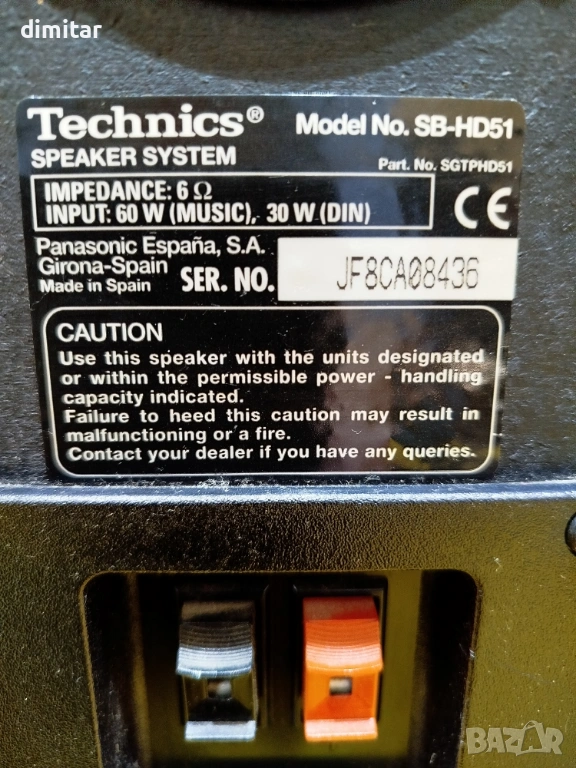 dimitar
Technics® Model No. SB-HD51
SPEAKER SYSTEM Part. No. SGTPHD51
IMPEDANCE: 6 Ω
INPUT: 60 W (MUSIC), 30 W (DIN)
CE
Panasonic España, S.A.
Girona-Spain
Made in Spain SER. NO. JF8CA08436
CAUTION
Use this speaker with the units designated
or within the permissible power - handling
capacity indicated.
Failure to heed this caution may result in
malfunctioning or a fire.
Contact your dealer if you have any queries.
BAZAR